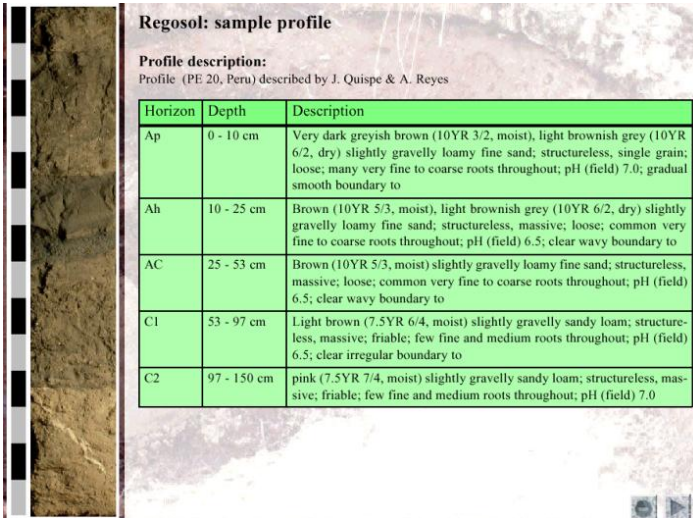 Regosol: sample profile
Profile description:
Profile (PE 20, Peru) described by J. Quispe & A. Reyes
Horizon Depth Description
Ap 0 - 10 cm Very dark greyish brown (10YR 3/2, moist), light brownish grey (10YR
6/2, dry) slightly gravelly loamy fine sand; structureless, single grain;
loose; many very fine to coarse roots throughout; pH (field) 7.0; gradual
smooth boundary to
Ah 10 - 25 cm Brown (10YR 5/3, moist), light brownish grey (10YR 6/2, dry) slightly
gravelly loamy fine sand; structureless, massive; loose; common very
fine to coarse roots throughout; pH (field) 6.5; clear wavy boundary to
AC 25 - 53 cm Brown (10YR 5/3, moist) slightly gravelly loamy fine sand; structureless,
massive; loose; common very fine to coarse roots throughout; pH (field)
6.5; clear wavy boundary to
C1 53 - 97 cm Light brown (7.5YR 6/4, moist) slightly gravelly sandy loam; structure-
less, massive; friable; few fine and medium roots throughout; pH (field)
6.5; clear irregular boundary to
C2 97 - 150 cm pink (7.5YR 7/4, moist) slightly gravelly sandy loam; structureless, mas-
sive; friable; few fine and medium roots throughout; pH (field) 7.0